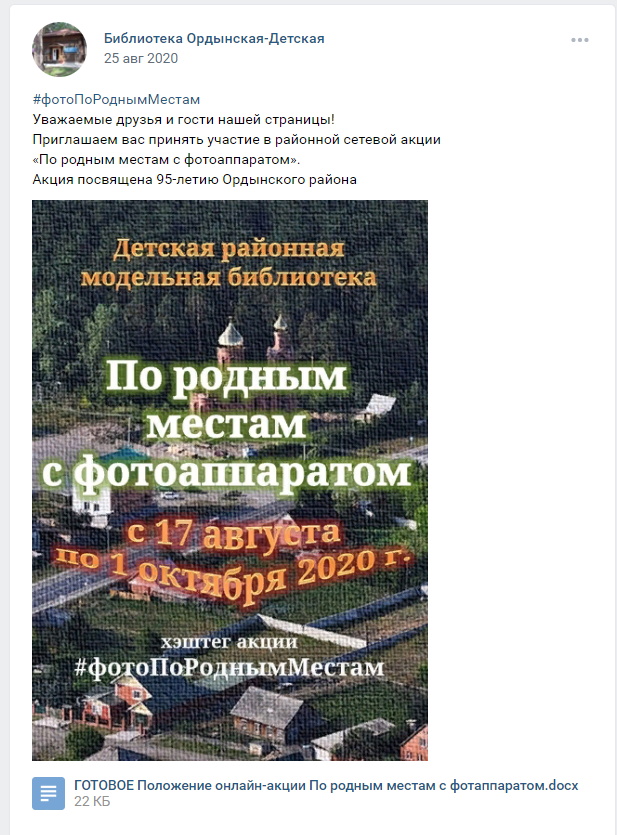 Библиотека Ордынская-Детская
25 авг 2020
#фотоПоРоднымМестам
Уважаемые друзья и гости нашей страницы!
Приглашаем вас принять участие в районной сетевой акции
«По родным местам с фотоаппаратом».
Акция посвящена 95-летию Ордынского района
Детская районная
модельная библиотека
По родным
местам
с фотоаппаратом
с 17 августа
по 1 октября 2020 г.
хэштег акции
#фотоПоРоднымМестам
ГОТОВОЕ Положение онлайн-акции По родным местам с фотаппаратом.docx
22 КБ